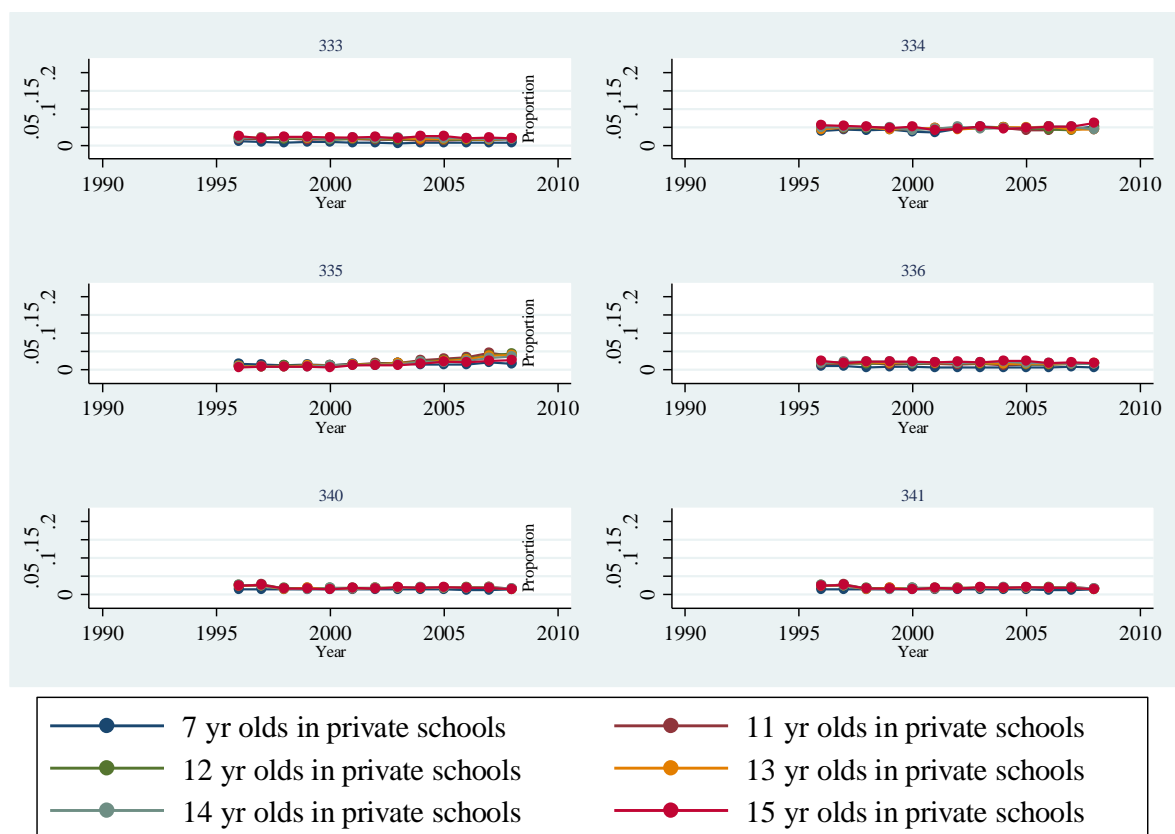 333 334
.05 .1 .15 .2 0 Proportion .05 .1 .15 .2 0
1990 1995 2000 2005 2010 1990 1995 2000 2005 2010
Year Year
335 336
.05 .1 .15 .2 0 Proportion .05 .1 .15 .2 0
1990 1995 2000 2005 2010 1990 1995 2000 2005 2010
Year Year
340 341
.05 .1 .15 .2 0 Proportion .05 .1 .15 .2 0
1990 1995 2000 2005 2010 1990 1995 2000 2005 2010
Year Year
7 yr olds in private schools 11 yr olds in private schools
12 yr olds in private schools 13 yr olds in private schools
14 yr olds in private schools 15 yr olds in private schools